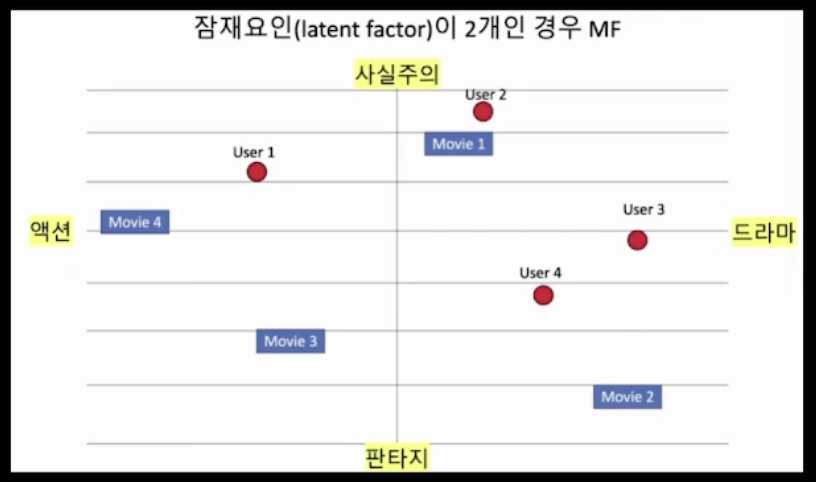 잠재요인(latent factor)이 2개인 경우 MF
사실주의
User 2
Movie 1
User 1
User 3
Movie 4
액션
드라마
User 4
Movie 3
Movie 2
판타지